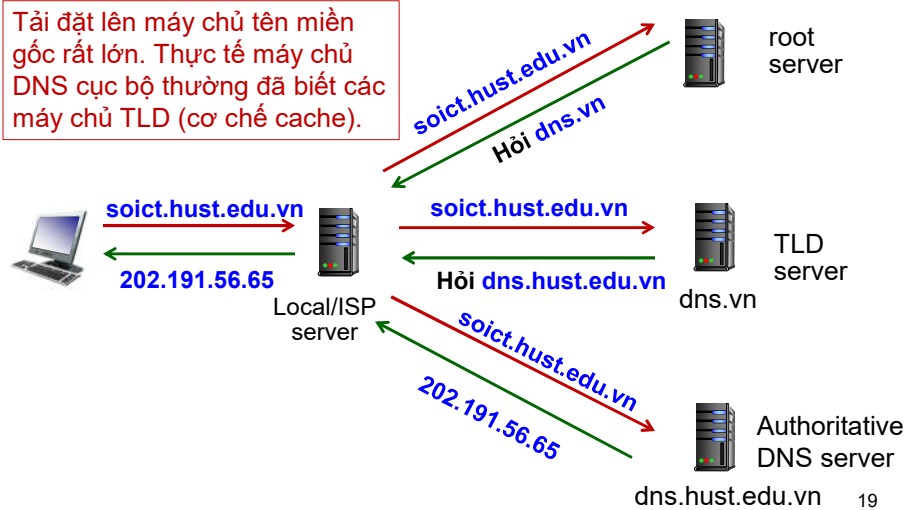 Tải đặt lên máy chủ tên miền
gốc rất lớn. Thực tế máy chủ
DNS cục bộ thường đã biết các
máy chủ TLD (cơ chế cache).
root
server
soict.hust.edu.vn
Hỏi dns.vn
soict.hust.edu.vn
202.191.56.65
Local/ISP
server
soict.hust.edu.vn
Hỏi dns.hust.edu.vn
TLD
server
dns.vn
soict.hust.edu.vn
202.191.56.65
Authoritative
DNS server
dns.hust.edu.vn
19